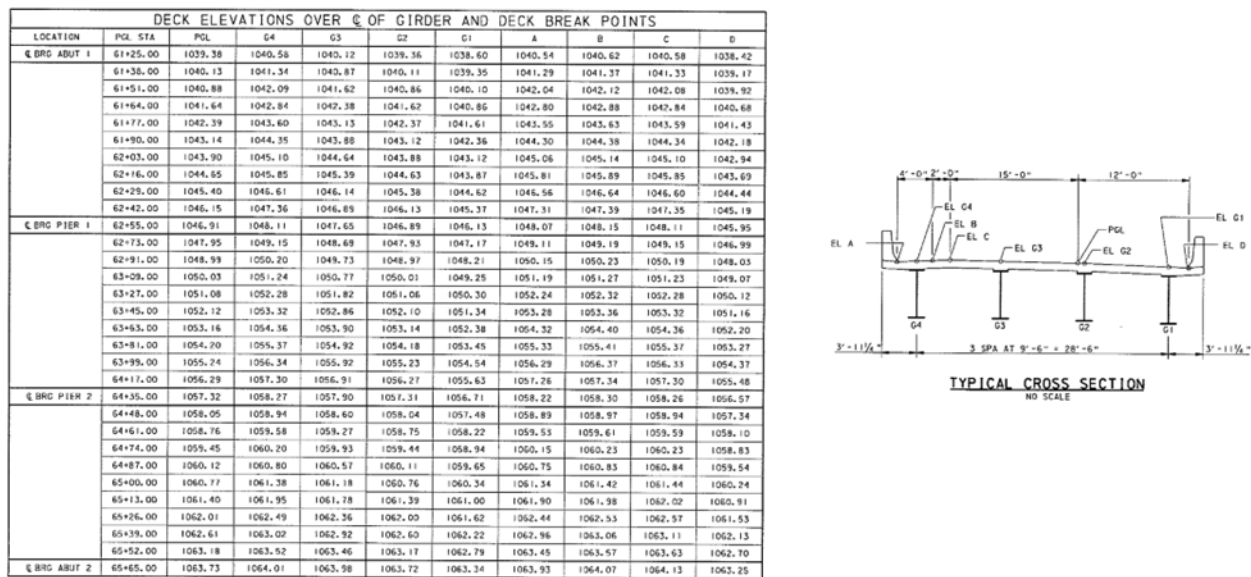 DECK ELEVATIONS OVER ℄ OF GIRDER AND DECK BREAK POINTS
LOCATION PGL STA PGL G4 G3 G2 G1 A B C D
℄ BRG ABUT 1 61+25.00 1039.38 1040.58 1040.12 1039.36 1038.60 1040.54 1040.62 1040.58 1038.42
61+38.00 1040.13 1041.34 1040.87 1040.11 1039.35 1041.29 1041.37 1041.33 1039.17
61+51.00 1040.88 1042.09 1041.62 1040.86 1040.10 1042.04 1042.12 1042.08 1039.92
61+64.00 1041.64 1042.84 1042.38 1041.62 1040.86 1042.80 1042.88 1042.84 1040.68
61+77.00 1042.39 1043.60 1043.13 1042.37 1041.61 1043.55 1043.63 1043.59 1041.43
61+90.00 1043.14 1044.35 1043.88 1043.12 1042.36 1044.30 1044.38 1044.34 1042.18
62+03.00 1043.90 1045.10 1044.64 1043.88 1043.12 1045.06 1045.14 1045.10 1042.94
62+16.00 1044.65 1045.85 1045.39 1044.63 1043.87 1045.81 1045.89 1045.85 1043.69
62+29.00 1045.40 1046.61 1046.14 1045.38 1044.62 1046.56 1046.64 1046.60 1044.44
62+42.00 1046.15 1047.36 1046.89 1046.13 1045.37 1047.31 1047.39 1047.35 1045.19
℄ BRG PIER 1 62+55.00 1046.91 1048.11 1047.65 1046.89 1046.13 1048.07 1048.15 1048.11 1045.95
62+73.00 1047.95 1049.15 1048.69 1047.93 1047.17 1049.11 1049.19 1049.15 1046.99
62+91.00 1048.99 1050.20 1049.73 1048.97 1048.21 1050.15 1050.23 1050.19 1048.03
63+09.00 1050.03 1051.24 1050.77 1050.01 1049.25 1051.19 1051.27 1051.23 1049.07
63+27.00 1051.08 1052.28 1051.82 1051.06 1050.30 1052.24 1052.32 1052.28 1050.12
63+45.00 1052.12 1053.32 1052.86 1052.10 1051.34 1053.28 1053.36 1053.32 1051.16
63+63.00 1053.16 1054.36 1053.90 1053.14 1052.38 1054.32 1054.40 1054.36 1052.20
63+81.00 1054.20 1055.37 1054.92 1054.18 1053.45 1055.33 1055.41 1055.37 1053.27
63+99.00 1055.24 1056.34 1055.92 1055.23 1054.54 1056.29 1056.37 1056.33 1054.37
64+17.00 1056.29 1057.30 1056.91 1056.27 1055.63 1057.26 1057.34 1057.30 1055.48
℄ BRG PIER 2 64+35.00 1057.32 1058.27 1057.90 1057.31 1056.71 1058.22 1058.30 1058.26 1056.57
64+48.00 1058.05 1058.94 1058.60 1058.04 1057.48 1058.89 1058.97 1058.94 1057.34
64+61.00 1058.76 1059.58 1059.27 1058.75 1058.22 1059.53 1059.61 1059.59 1058.10
64+74.00 1059.45 1060.20 1059.93 1059.44 1058.94 1060.15 1060.23 1060.23 1058.83
64+87.00 1060.12 1060.80 1060.57 1060.11 1059.65 1060.75 1060.83 1060.84 1059.54
65+00.00 1060.77 1061.38 1061.18 1060.76 1060.34 1061.34 1061.42 1061.44 1060.24
65+13.00 1061.40 1061.95 1061.78 1061.39 1061.00 1061.90 1061.98 1062.02 1060.91
65+26.00 1062.01 1062.49 1062.36 1062.00 1061.62 1062.44 1062.53 1062.57 1061.53
65+39.00 1062.61 1063.02 1062.92 1062.60 1062.22 1062.96 1063.06 1063.11 1062.13
65+52.00 1063.18 1063.52 1063.46 1063.17 1062.79 1063.45 1063.57 1063.63 1062.70
℄ BRG ABUT 2 65+65.00 1063.73 1064.01 1063.98 1063.72 1063.34 1063.93 1064.07 1064.13 1063.25
4'-0" 2'-0" 15'-0" 12'-0"
EL G4
EL B
EL C
PGL
EL G1
EL A
EL G3
EL G2
EL D
G4 G3 G2 G1
3'-11¼" 3 SPA AT 9'-6" = 28'-6" 3'-11¼"
TYPICAL CROSS SECTION
NO SCALE